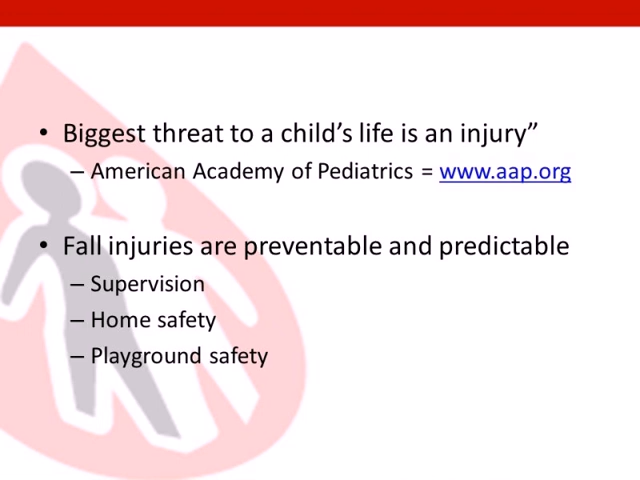 • Biggest threat to a child’s life is an injury”
– American Academy of Pediatrics = www.aap.org
• Fall injuries are preventable and predictable
– Supervision
– Home safety
– Playground safety